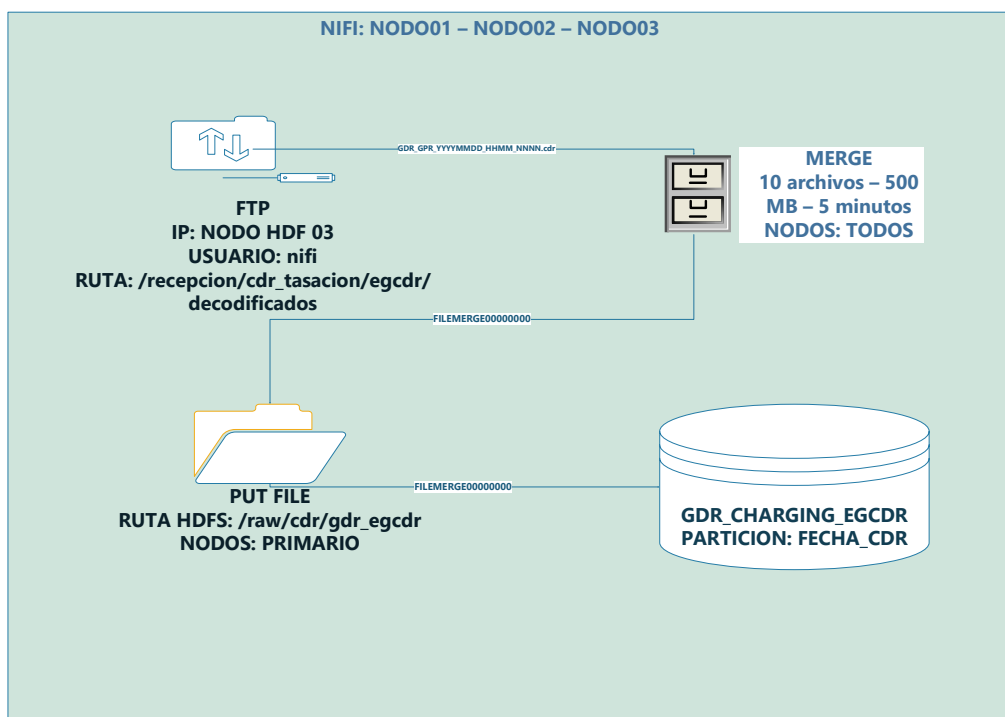 NIFI: NODO01 – NODO02 – NODO03
GDR_GPR_YYYYMMDD_HHMM_NNNN.cdr
MERGE
10 archivos – 500
MB – 5 minutos
NODOS: TODOS
FTP
IP: NODO HDF 03
USUARIO: nifi
RUTA: /recepcion/cdr_tasacion/egcdr/
decodificados
FILEMERGE00000000
PUT FILE
RUTA HDFS: /raw/cdr/gdr_egcdr
NODOS: PRIMARIO
FILEMERGE00000000
GDR_CHARGING_EGCDR
PARTICION: FECHA_CDR